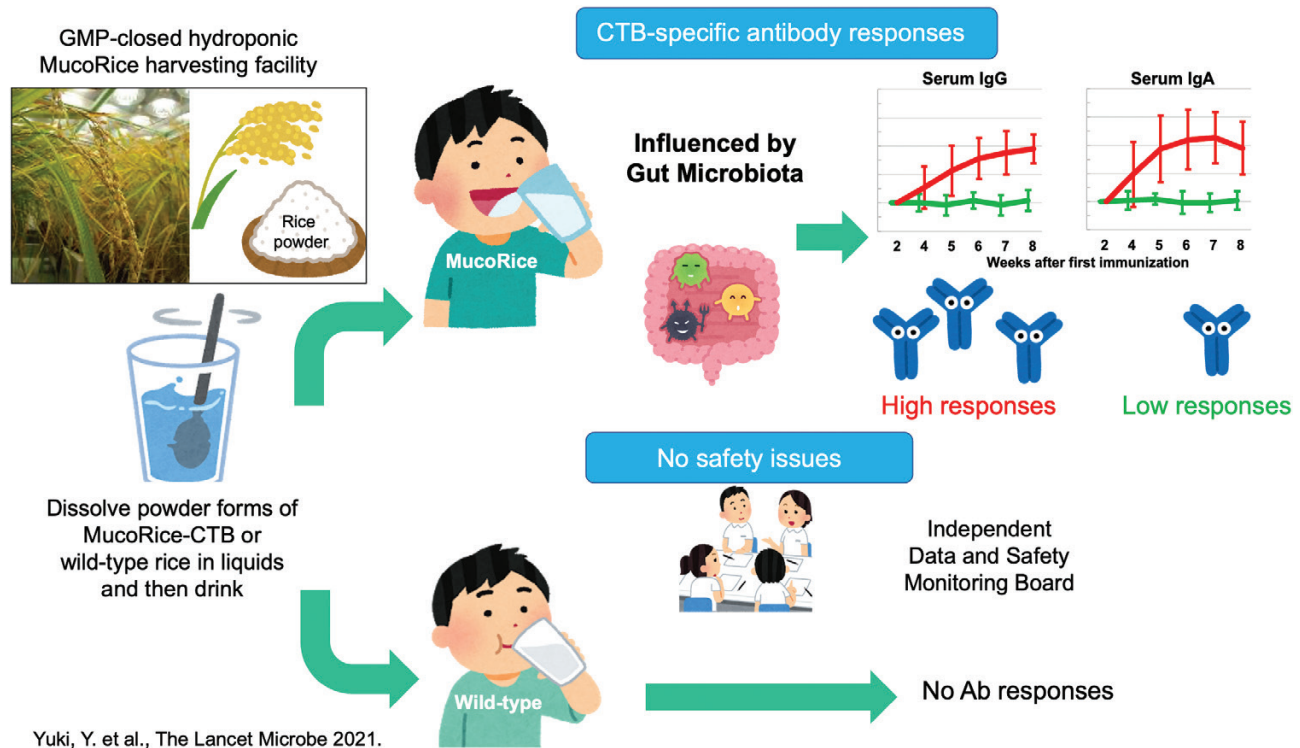 GMP-closed hydroponic
MucoRice harvesting facility
Rice
powder
Dissolve powder forms of
MucoRice-CTB or
wild-type rice in liquids
and then drink
MucoRice
CTB-specific antibody responses
Influenced by
Gut Microbiota
Serum IgG
Serum IgA
2 4 5 6 7 8
2 4 5 6 7 8
Weeks after first immunization
High responses
Low responses
No safety issues
Independent
Data and Safety
Monitoring Board
Wild-type
No Ab responses
Yuki, Y. et al., The Lancet Microbe 2021.